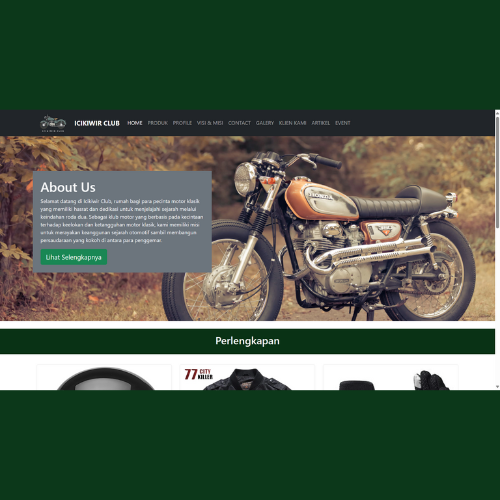 ICIKIWIR CLUB
HOME PRODUK PROFILE VISI & MISI CONTACT GALERY KLIEN KAMI ARTIKEL EVENT
About Us
Selamat datang di Icikiwir Club, rumah bagi para pecinta motor klasik
yang memiliki hasrat dan dedikasi untuk menjelajahi sejarah melalui
keindahan roda dua. Sebagai klub motor yang berbasis pada kecintaan
terhadap keelokan dan ketangguhan motor klasik, kami memiliki misi
untuk merayakan keanggunan sejarah otomotif sambil membangun
persaudaraan yang kokoh di antara para penggemar.
Lihat Selengkapnya
HONDA
Perlengkapan
77 CITY
KILLER